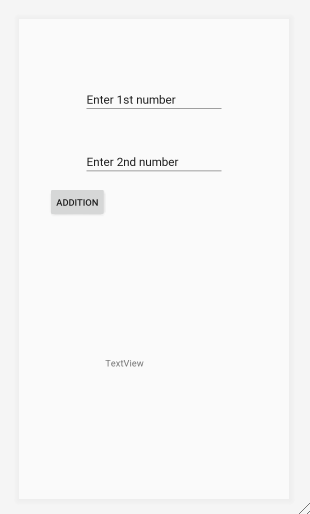 Enter 1st number
Enter 2nd number
ADDITION
TextView